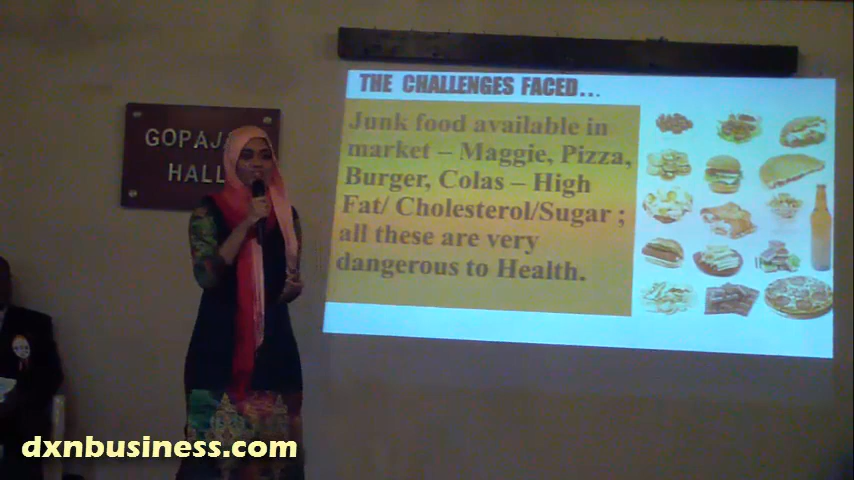 THE CHALLENGES FACED...
GOPAJ
HALL
Junk food available in
market – Maggie, Pizza,
Burger, Colas – High
Fat/ Cholesterol/Sugar ;
all these are very
dangerous to Health.
dxnbusiness.com